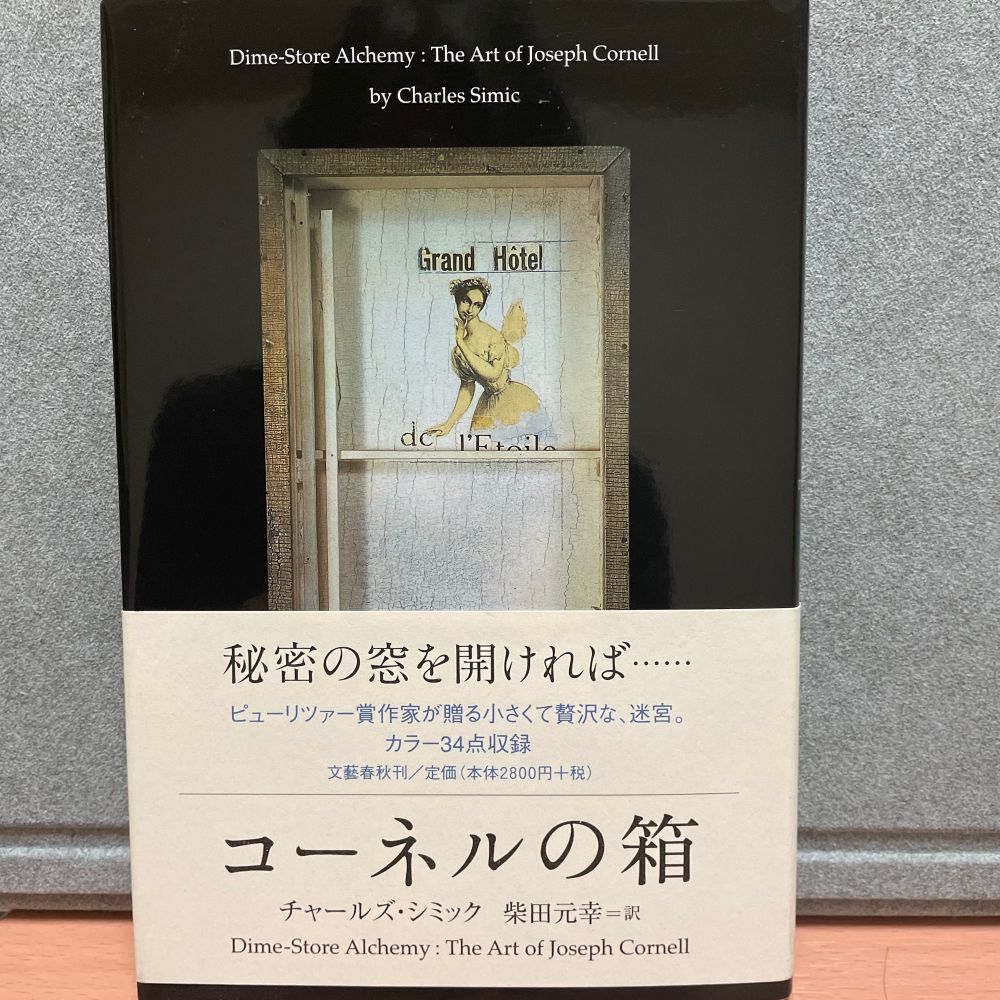 Dime-Store Alchemy : The Art of Joseph Cornell
by Charles Simic
Grand Hôtel
de l'Etoile
秘密の窓を開ければ……
ピューリツァー賞作家が贈る小さくて贅沢な、迷宮。
カラー34点収録
文藝春秋刊／定価（本体2800円＋税）
コーネルの箱
チャールズ・シミック 柴田元幸＝訳
Dime-Store Alchemy : The Art of Joseph Cornell